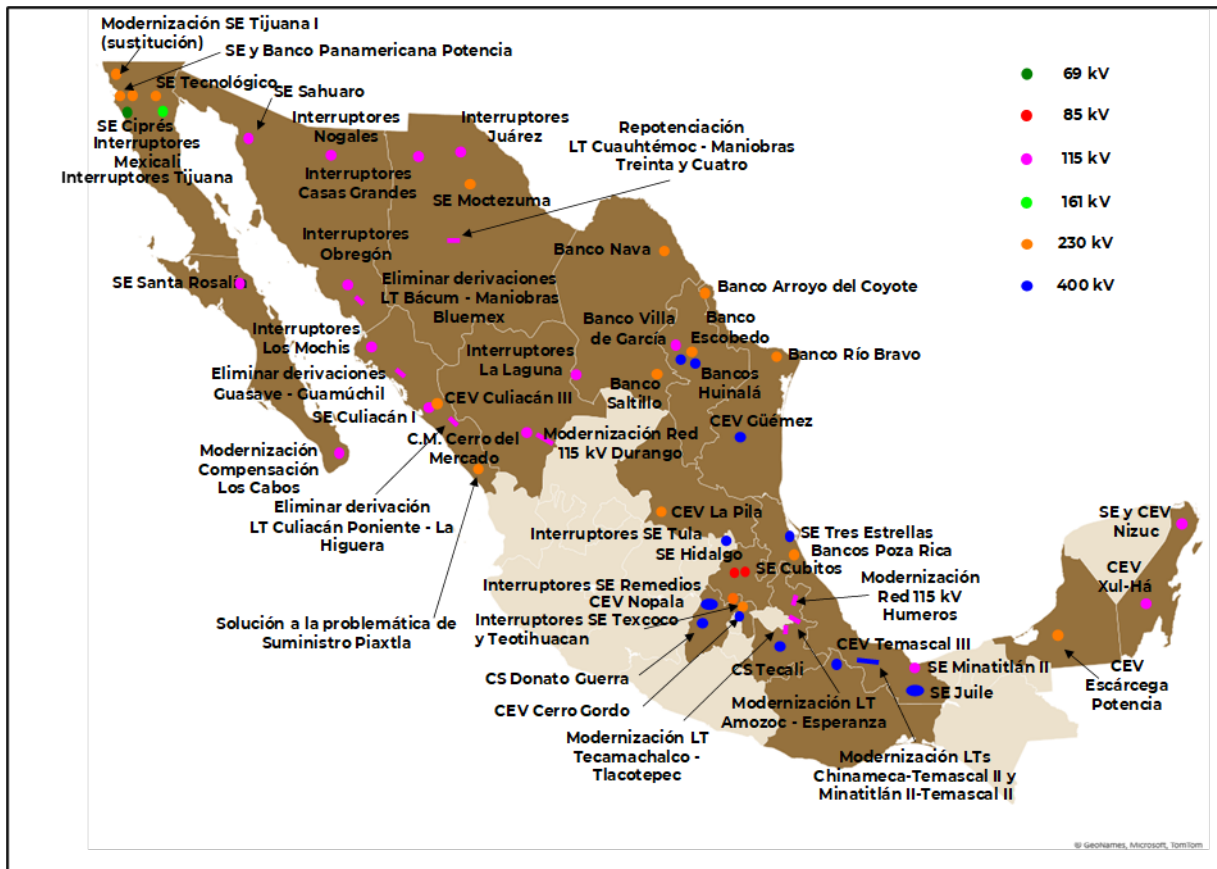 Modernización SE Tijuana I
(sustitución)
SE y Banco Panamericana Potencia
SE Tecnológico
SE Sahuaro
SE Ciprés
Interruptores
Mexicali
Interruptores Tijuana
Interruptores
Nogales
Interruptores
Juárez
Interruptores
Casas Grandes
SE Moctezuma
Repotenciación
LT Cuauhtémoc - Maniobras
Treinta y Cuatro
69 kV
85 kV
115 kV
161 kV
230 kV
400 kV
Interruptores
Obregón
Banco Nava
SE Santa Rosalía
Eliminar derivaciones
LT Bácum - Maniobras
Bluemex
Banco Arroyo del Coyote
Banco Villa
de García
Banco
Escobedo
Interruptores
Los Mochis
Interruptores
La Laguna
Banco Río Bravo
Eliminar derivaciones
Guasave - Guamúchil
Banco
Saltillo
Bancos
Huinalá
CEV Culiacán III
SE Culiacán I
CEV Güémez
C.M. Cerro del
Mercado
Modernización Red
115 kV Durango
Modernización
Compensación
Los Cabos
Eliminar derivación
LT Culiacán Poniente - La
Higuera
CEV La Pila
Interruptores SE Tula
SE Tres Estrellas
Bancos Poza Rica
SE y CEV
Nizuc
SE Hidalgo
SE Cubitos
CEV
Xul-Há
Interruptores SE Remedios
CEV Nopala
Modernización
Red 115 kV
Humeros
Interruptores SE Texcoco
y Teotihuacan
Solución a la problemática de
Suministro Piaxtla
CEV Temascal III
CS Tecali
SE Minatitlán II
SE Juile
CEV
Escárcega
Potencia
CS Donato Guerra
CEV Cerro Gordo
Modernización LT
Amozoc - Esperanza
Modernización LT
Tecamachalco -
Tlacotepec
Modernización LTs
Chinameca-Temascal II y
Minatitlán II-Temascal II
© GeoNames, Microsoft, TomTom